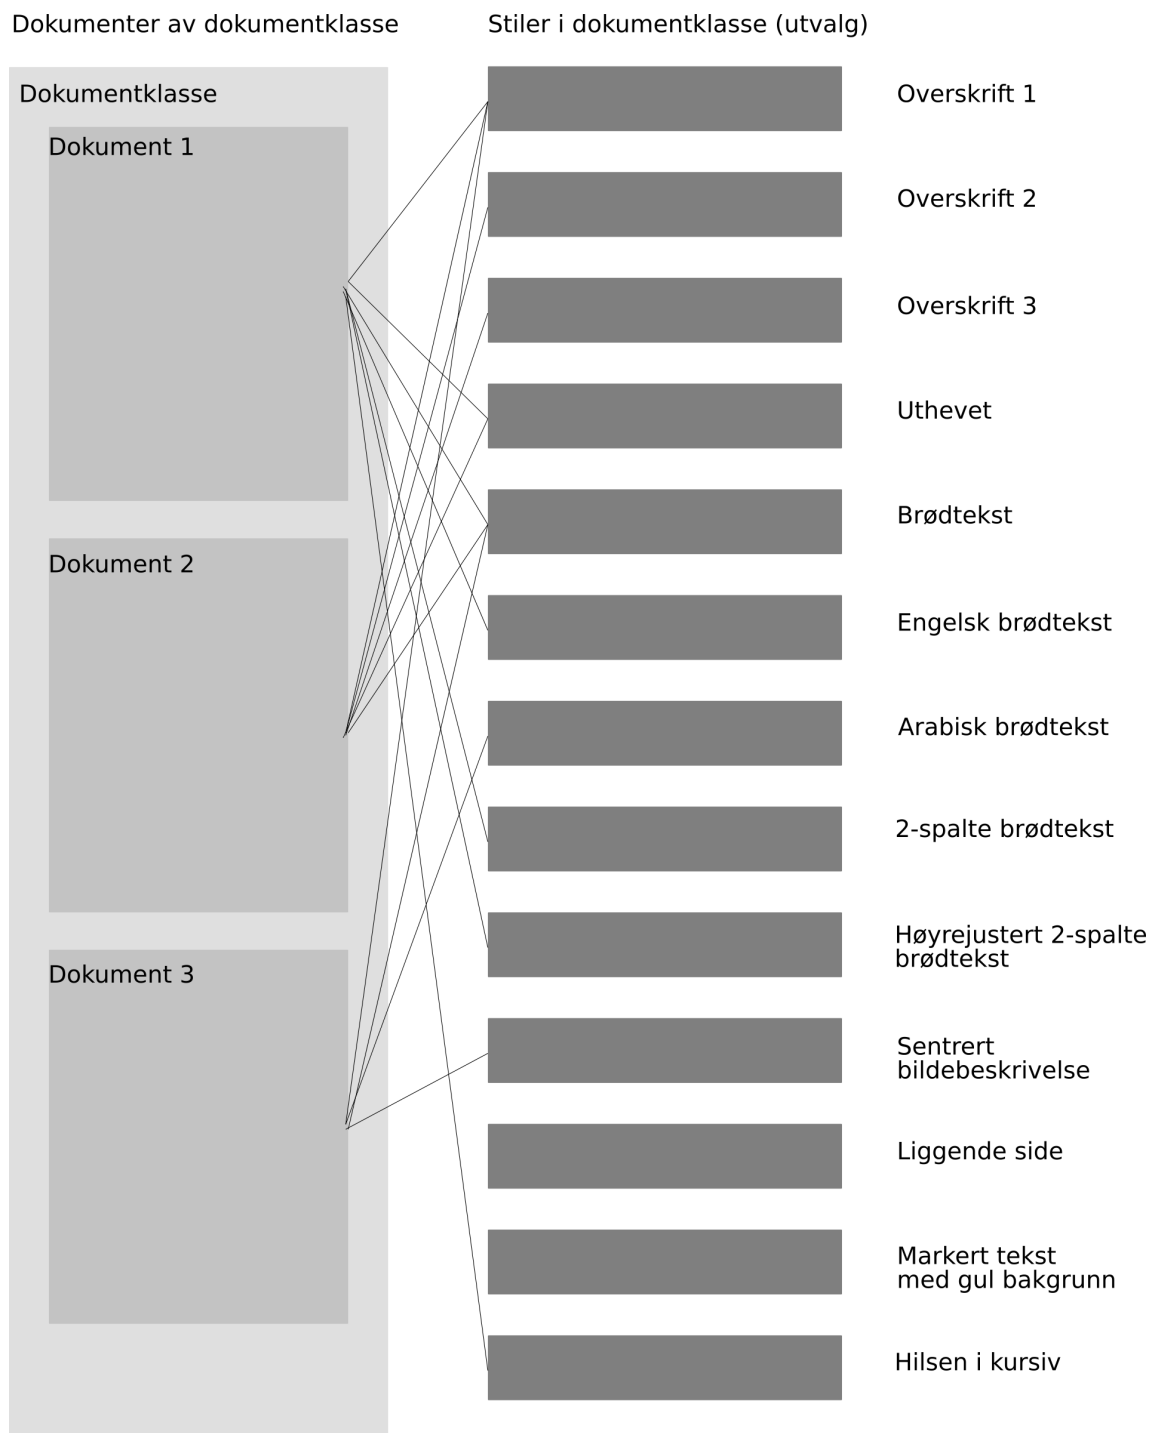 Dokumenter av dokumentklasse
Stiler i dokumentklasse (utvalg)
Dokumentklasse
Dokument 1
Dokument 2
Dokument 3
Overskrift 1
Overskrift 2
Overskrift 3
Uthevet
Brødtekst
Engelsk brødtekst
Arabisk brødtekst
2-spalte brødtekst
Høyrejustert 2-spalte
brødtekst
Sentrert
bildebeskrivelse
Liggende side
Markert tekst
med gul bakgrunn
Hilsen i kursiv